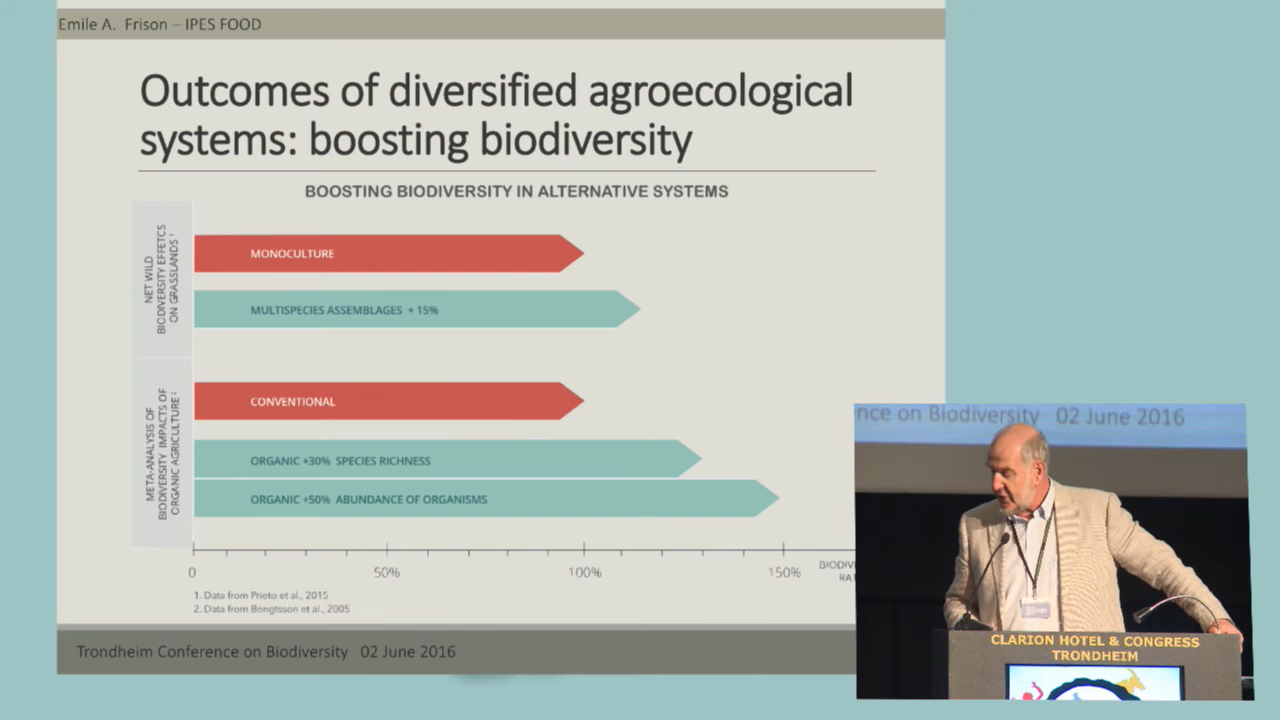 Emile A. Frison – IPES FOOD
Outcomes of diversified agroecological
systems: boosting biodiversity
BOOSTING BIODIVERSITY IN ALTERNATIVE SYSTEMS
NET WILD
BIODIVERSITY EFFETCS
ON GRASSLANDS 1
MONOCULTURE
MULTISPECIES ASSEMBLAGES + 15%
META-ANALYSIS OF
BIODIVERSITY IMPACTS OF
ORGANIC AGRICULTURE 2
CONVENTIONAL
ORGANIC +30% SPECIES RICHNESS
ORGANIC +50% ABUNDANCE OF ORGANISMS
0 50% 100% 150%
1. Data from Prieto et al., 2015
2. Data from Bengtsson et al., 2005
Trondheim Conference on Biodiversity 02 June 2016
nce on Biodiversity 02 June 2016
CLARION HOTEL & CONGRESS
TRONDHEIM